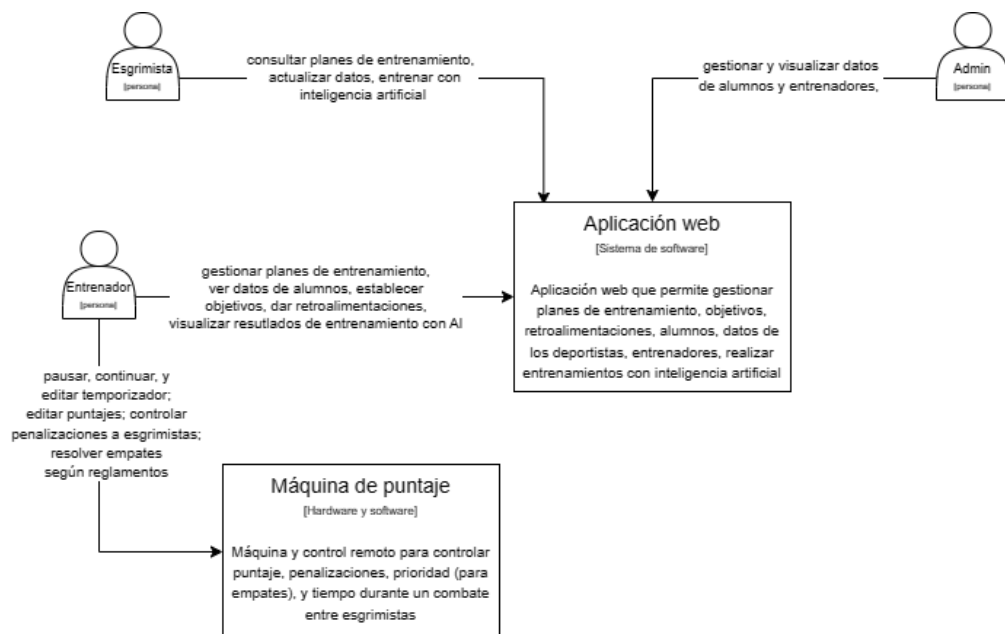 Esgrimista
[persona]
consultar planes de entrenamiento,
actualizar datos, entrenar con
inteligencia artificial
gestionar y visualizar datos
de alumnos y entrenadores,
Admin
[persona]
Entrenador
[persona]
gestionar planes de entrenamiento,
ver datos de alumnos, establecer
objetivos, dar retroalimentaciones,
visualizar resutlados de entrenamiento con AI
Aplicación web
[Sistema de software]
Aplicación web que permite gestionar
planes de entrenamiento, objetivos,
retroalimentaciones, alumnos, datos de
los deportistas, entrenadores, realizar
entrenamientos con inteligencia artificial
pausar, continuar, y
editar temporizador;
editar puntajes; controlar
penalizaciones a esgrimistas;
resolver empates
según reglamentos
Máquina de puntaje
[Hardware y software]
Máquina y control remoto para controlar
puntaje, penalizaciones, prioridad (para
empates), y tiempo durante un combate
entre esgrimistas